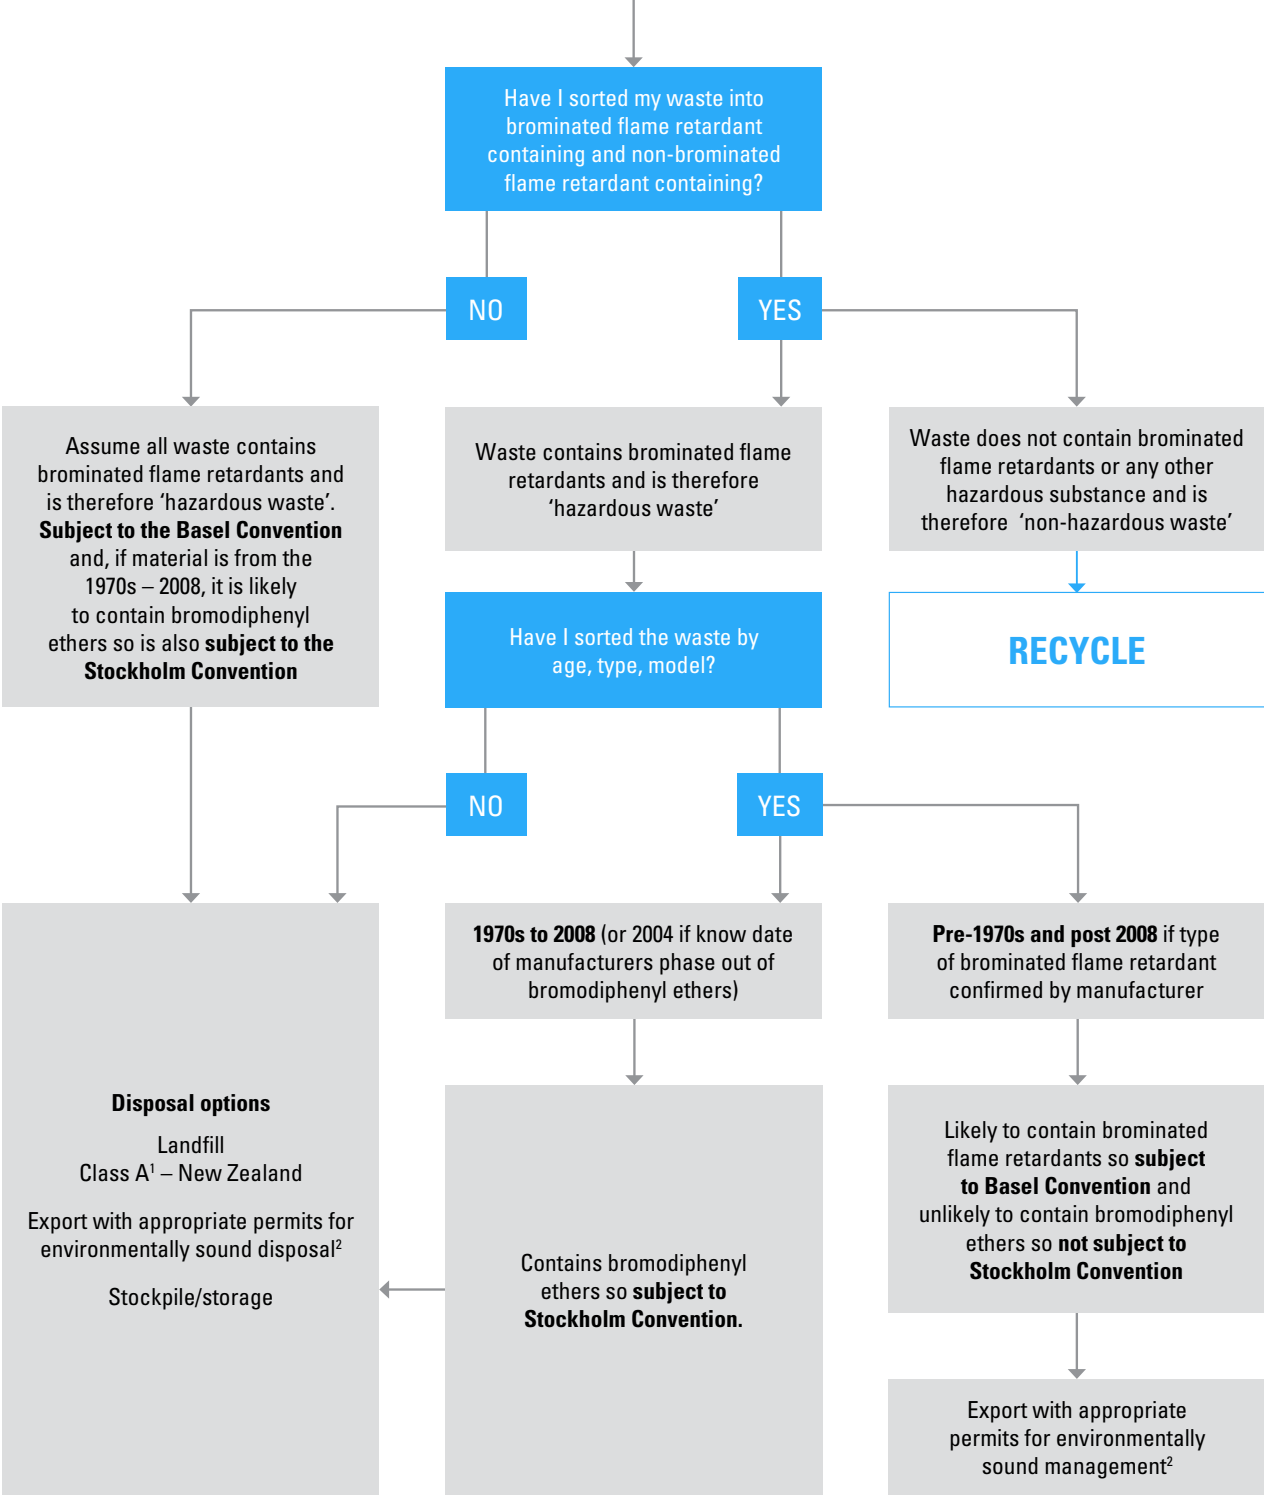 Have I sorted my waste into
brominated flame retardant
containing and non-brominated
flame retardant containing?
NO
YES
Assume all waste contains
brominated flame retardants and
is therefore ‘hazardous waste’.
Subject to the Basel Convention
and, if material is from the
1970s – 2008, it is likely
to contain bromodiphenyl
ethers so is also subject to the
Stockholm Convention
Waste contains brominated flame
retardants and is therefore
‘hazardous waste’
Waste does not contain brominated
flame retardants or any other
hazardous substance and is
therefore ‘non-hazardous waste’
Have I sorted the waste by
age, type, model?
RECYCLE
NO
YES
1970s to 2008 (or 2004 if know date
of manufacturers phase out of
bromodiphenyl ethers)
Pre-1970s and post 2008 if type
of brominated flame retardant
confirmed by manufacturer
Disposal options
Landfill
Class A¹ – New Zealand
Export with appropriate permits for
environmentally sound disposal²
Stockpile/storage
Contains bromodiphenyl
ethers so subject to
Stockholm Convention.
Likely to contain brominated
flame retardants so subject
to Basel Convention and
unlikely to contain bromodiphenyl
ethers so not subject to
Stockholm Convention
Export with appropriate
permits for environmentally
sound management²